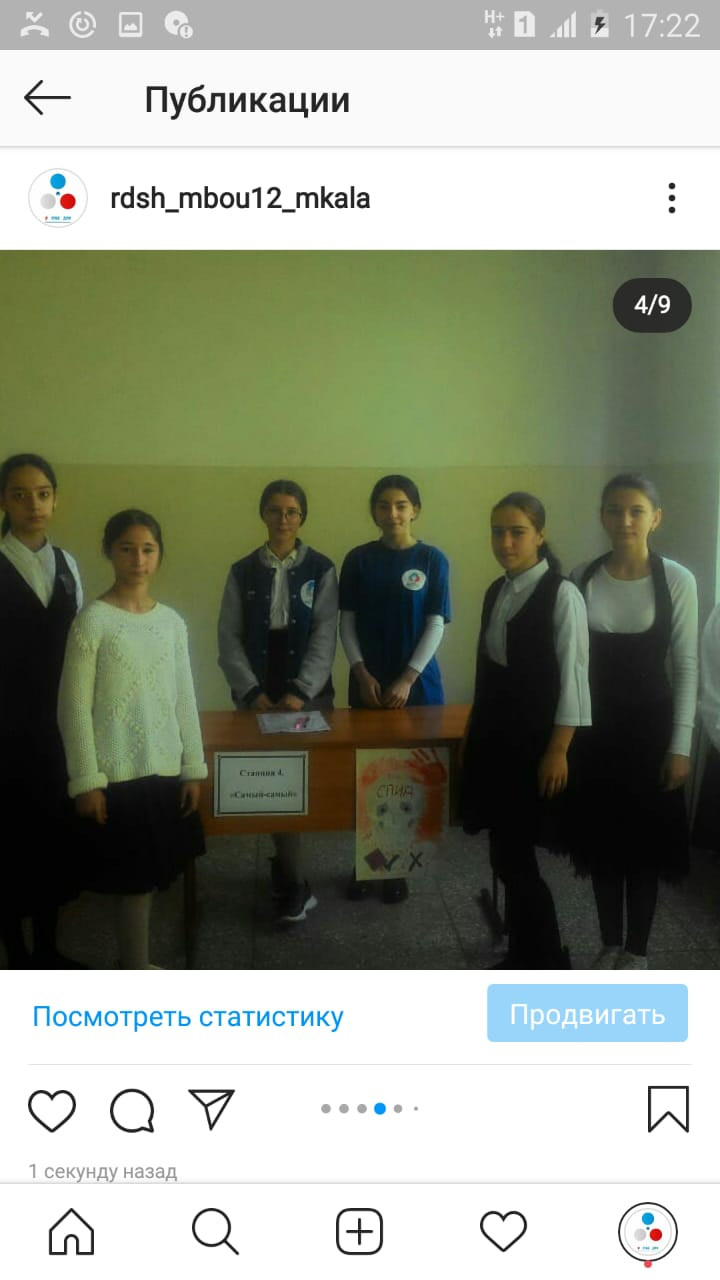 17:22
Публикации
rdsh_mbou12_mkala
4/9
Станция 4.
«Самый-самый»
СПИД
Посмотреть статистику
Продвигать
1 секунду назад